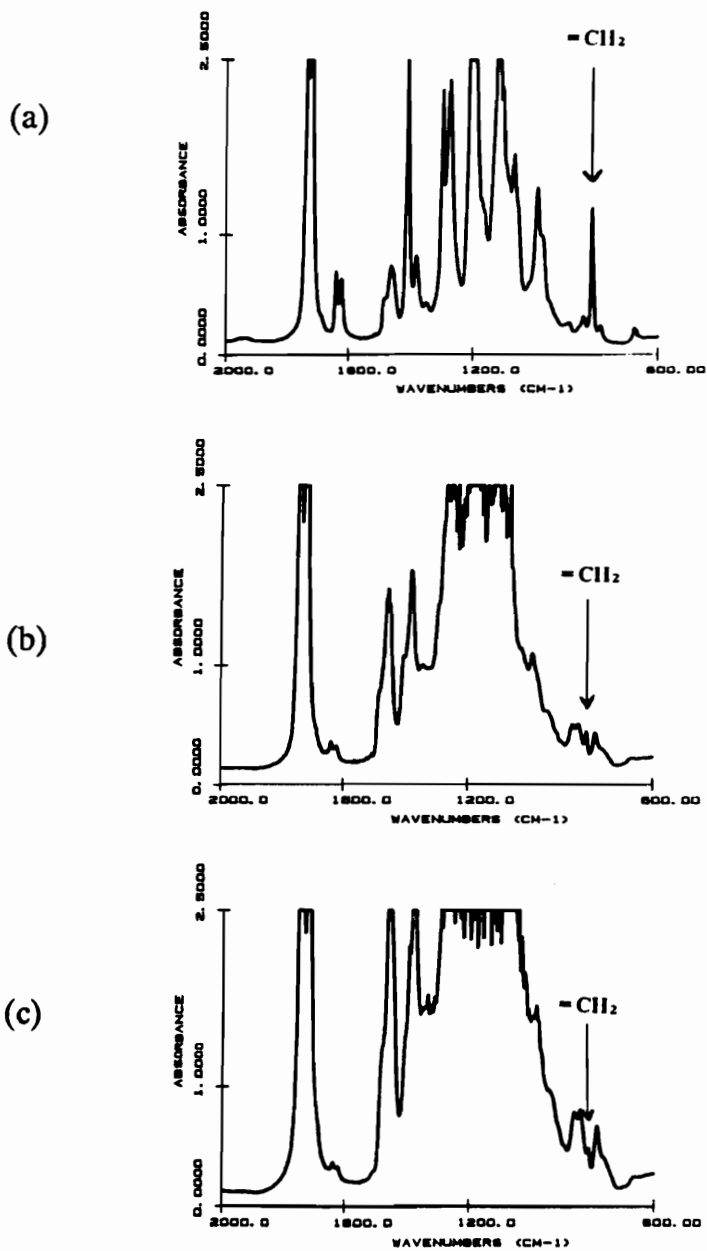 (a)
= CH₂
2.5000
1.0000
0.0000
ABSORBANCE
2000.0 1600.0 1200.0 600.00
WAVENUMBERS (CM-1)
(b)
= CH₂
2.5000
1.0000
0.0000
ABSORBANCE
2000.0 1600.0 1200.0 600.00
WAVENUMBERS (CM-1)
(c)
= CH₂
2.5000
1.0000
0.0000
ABSORBANCE
2000.0 1600.0 1200.0 600.00
WAVENUMBERS (CM-1)